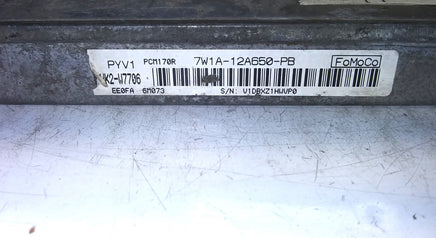 PYV1 PCM170R 7W1A-12A650-PB FoMoCo
K2-W7706
EE0FA 6M073 S/N: V1DBXZ1HWVP0